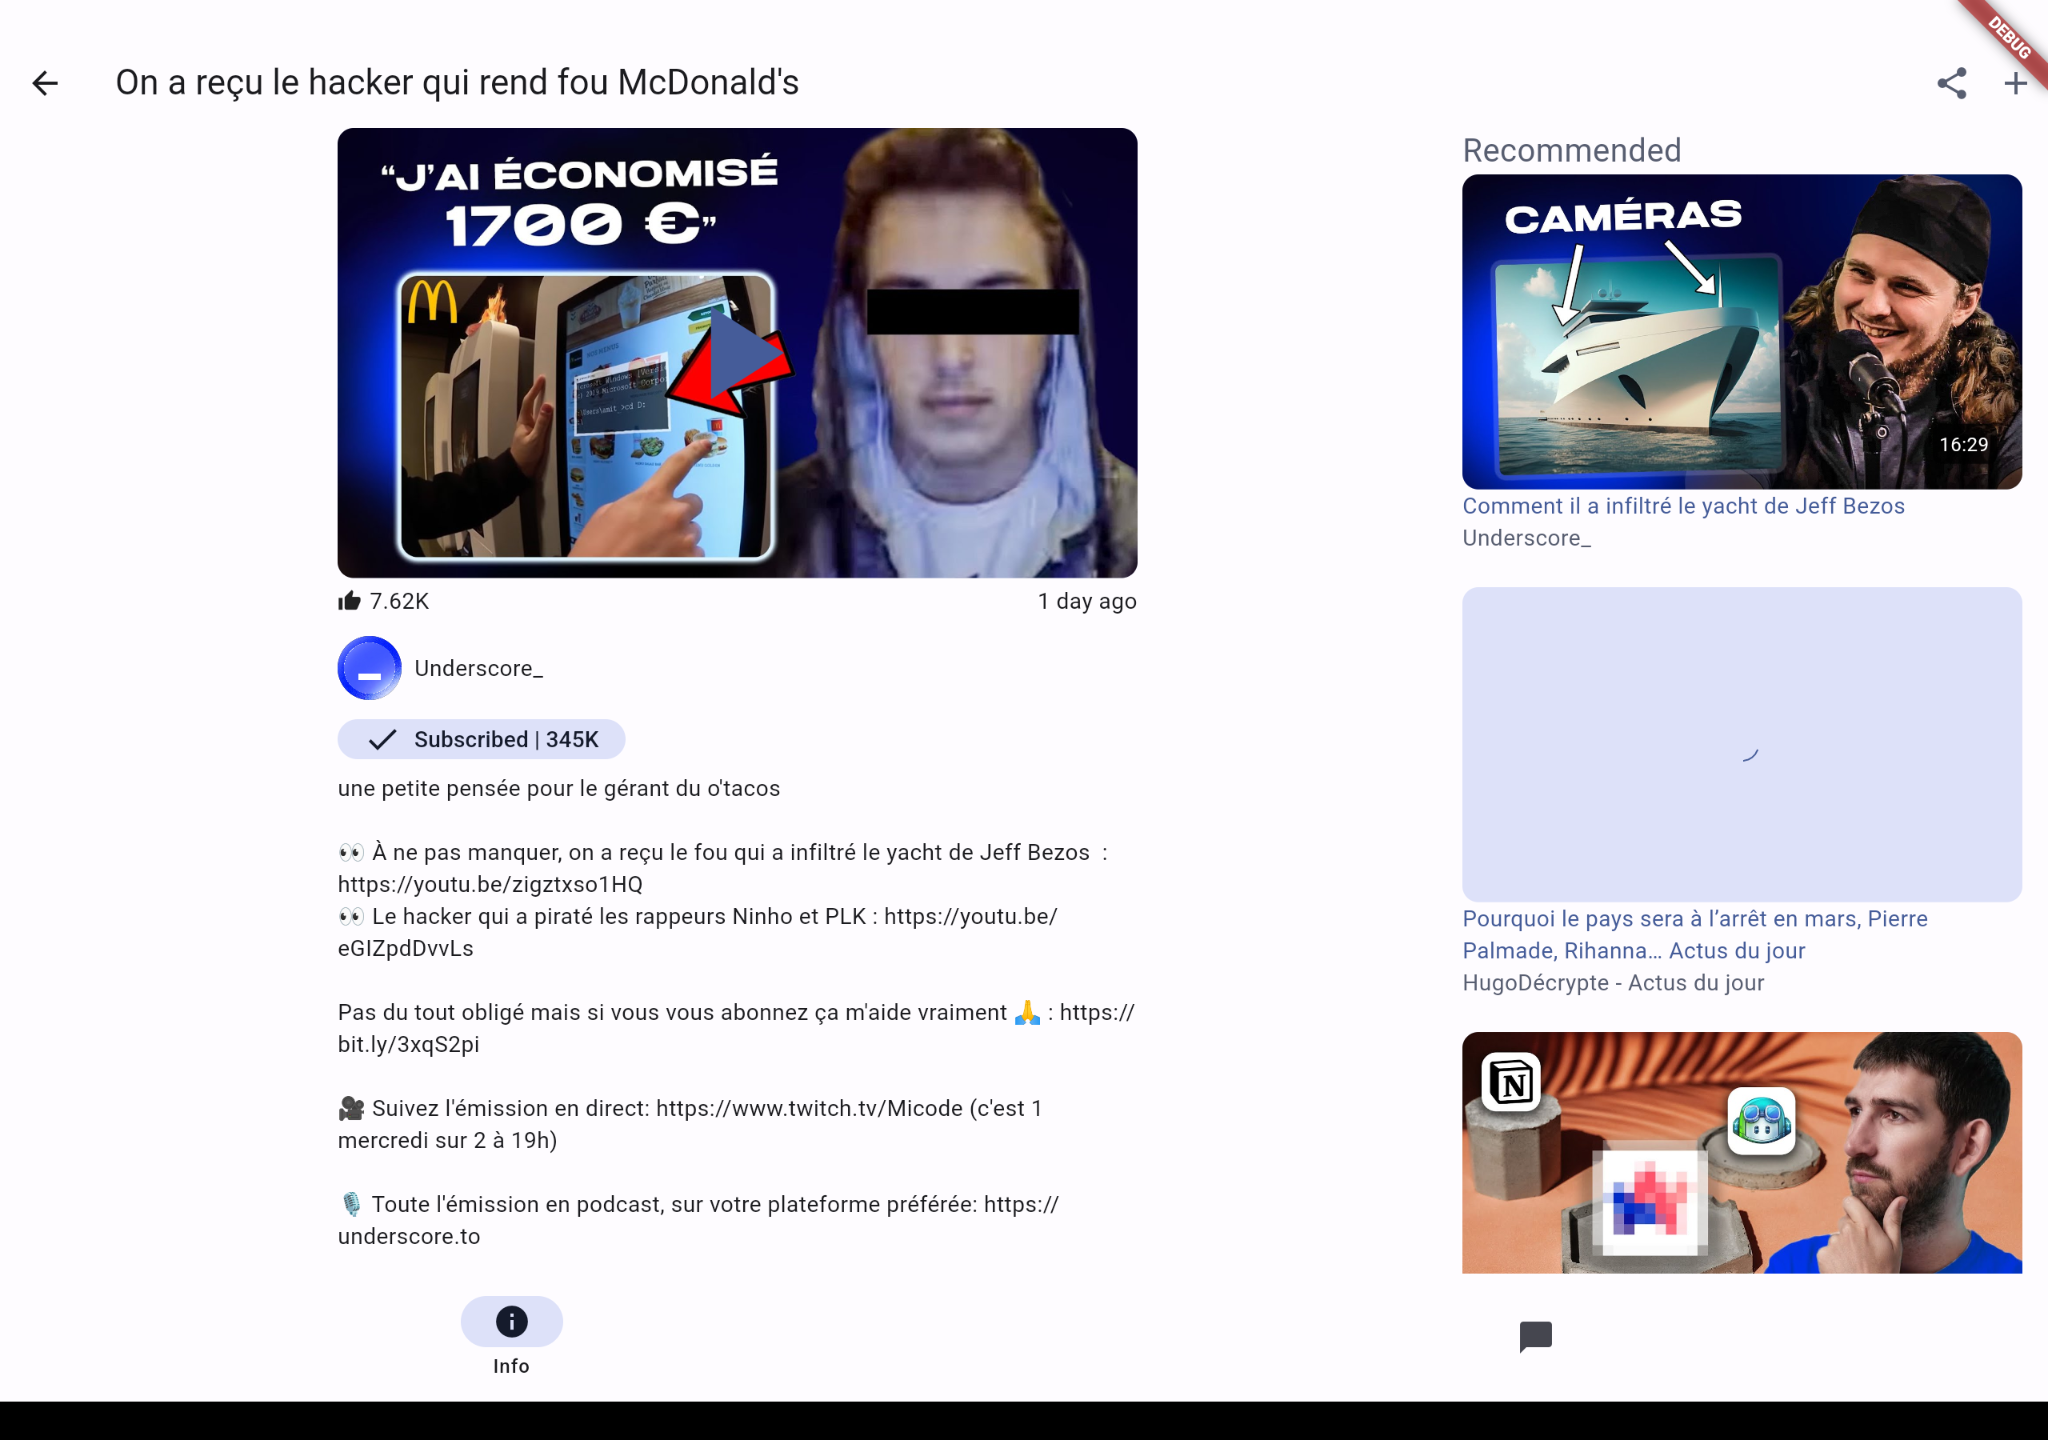 DEBUG
On a reçu le hacker qui rend fou McDonald's
“J'AI ÉCONOMISÉ
1700 €”
7.62K
1 day ago
Underscore_
Subscribed | 345K
une petite pensée pour le gérant du o'tacos
👀 À ne pas manquer, on a reçu le fou qui a infiltré le yacht de Jeff Bezos :
https://youtu.be/zigztxso1HQ
👀 Le hacker qui a piraté les rappeurs Ninho et PLK : https://youtu.be/
eGIZpdDvvLs
Pas du tout obligé mais si vous vous abonnez ça m'aide vraiment 🙏 : https://
bit.ly/3xqS2pi
🎥 Suivez l'émission en direct: https://www.twitch.tv/Micode (c'est 1
mercredi sur 2 à 19h)
🎙️ Toute l'émission en podcast, sur votre plateforme préférée: https://
underscore.to
Info
Recommended
CAMÉRAS
16:29
Comment il a infiltré le yacht de Jeff Bezos
Underscore_
Pourquoi le pays sera à l’arrêt en mars, Pierre
Palmade, Rihanna… Actus du jour
HugoDécrypte - Actus du jour
N